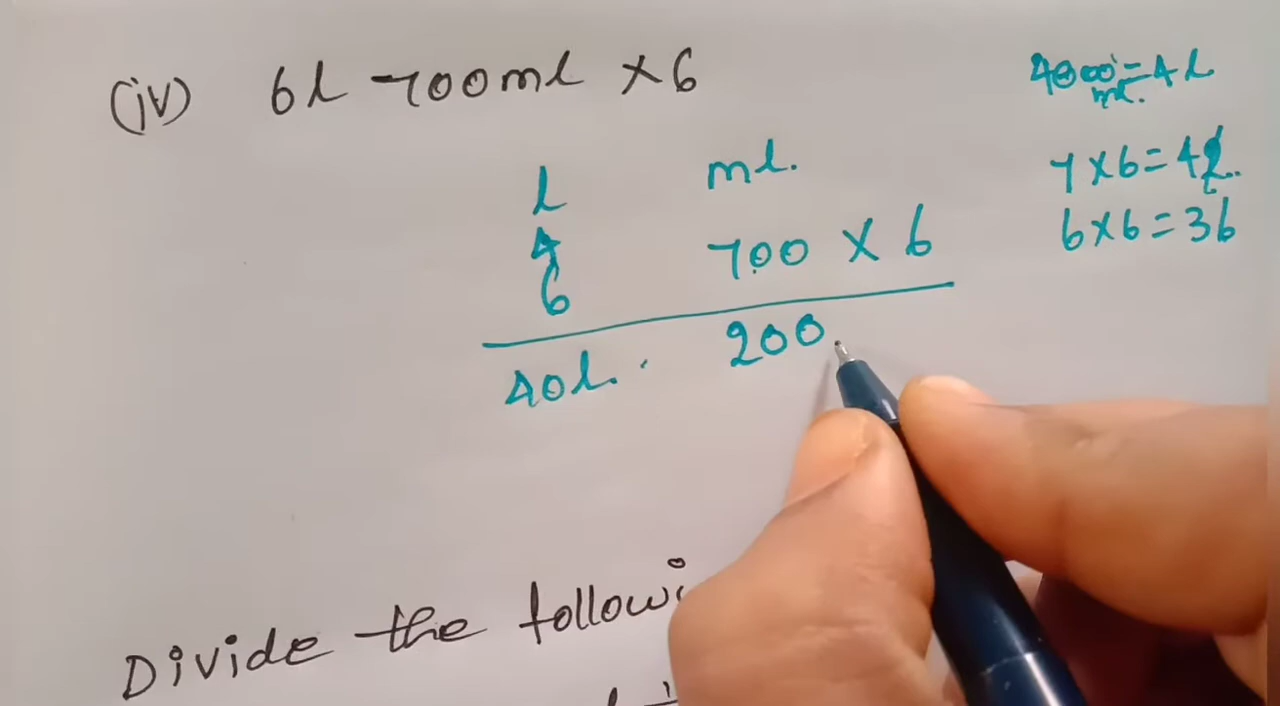 (iv) 6l 700ml ×6
4000 = 4l
ml.
l ml.
7×6=42.
4
6 700 × 6
6×6=36
40l. 200
Divide the followi